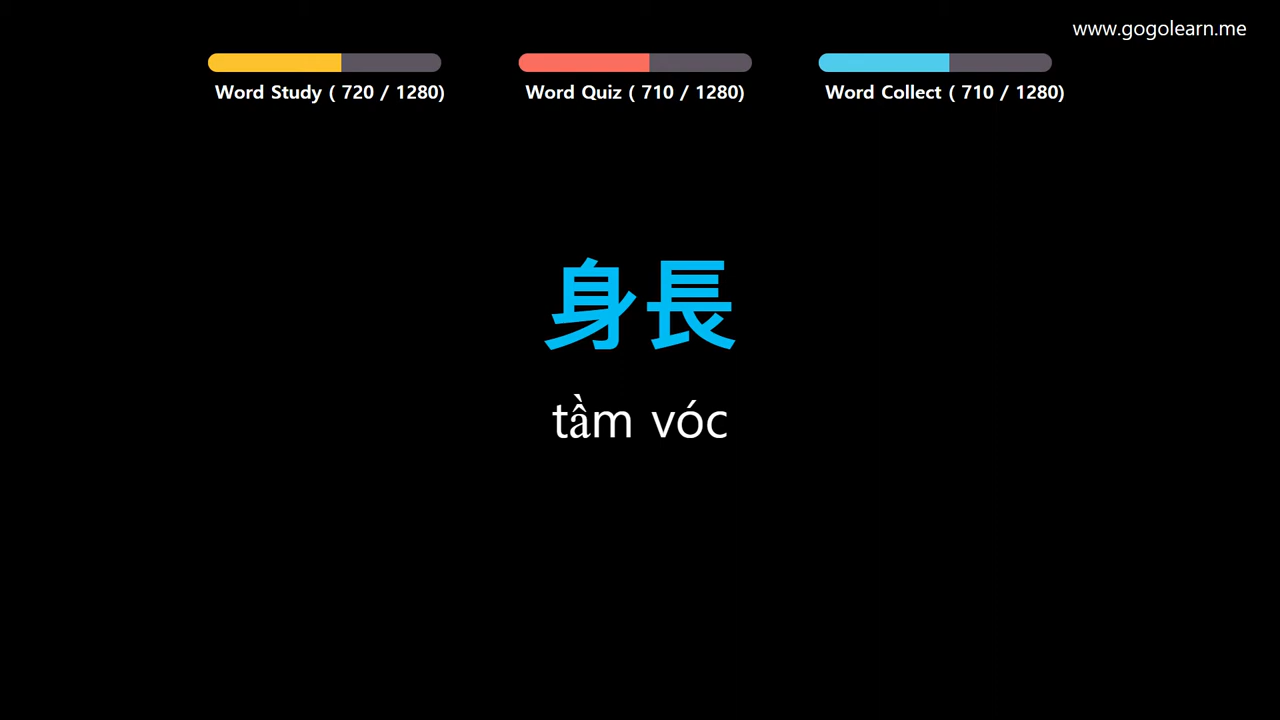 www.gogolearn.me
Word Study ( 720 / 1280)
Word Quiz ( 710 / 1280)
Word Collect ( 710 / 1280)
身長
tầm vóc